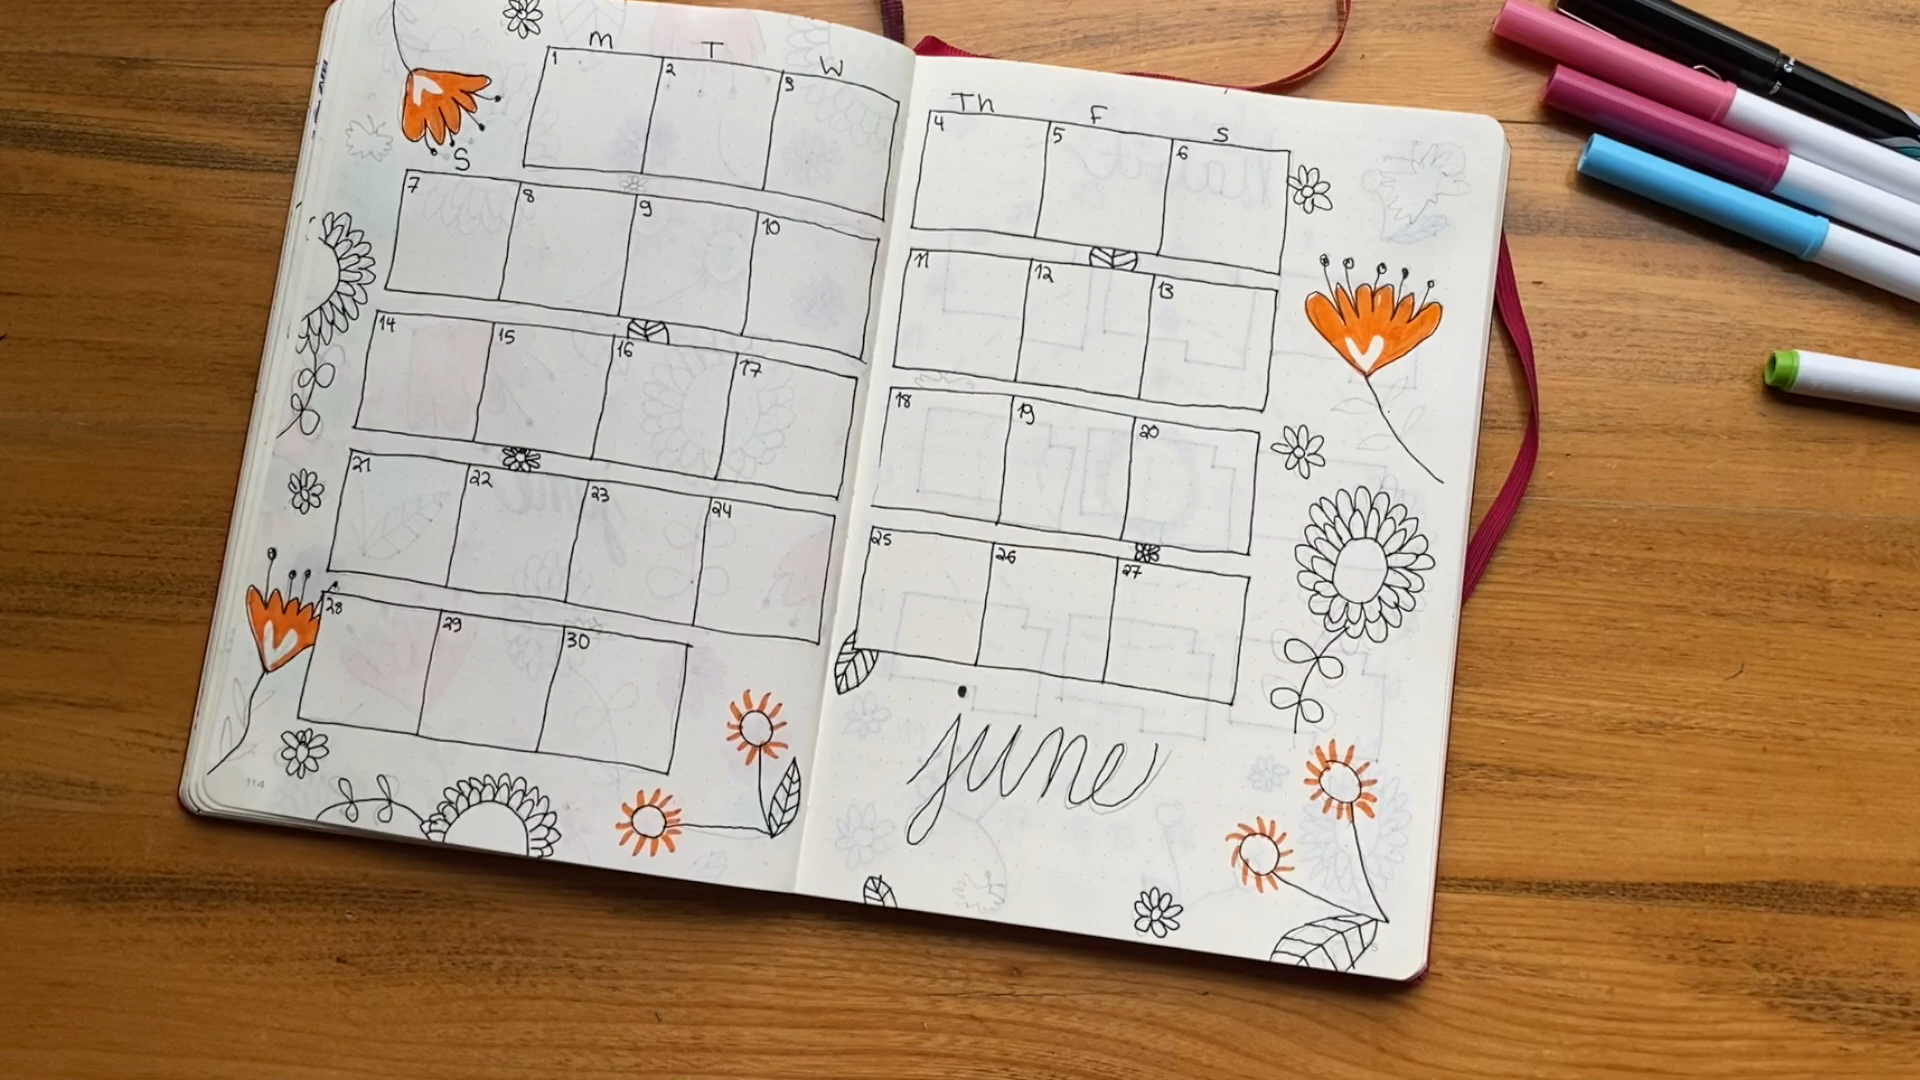 M T W
Th F S
S
1 2 3
4 5 6
7 8 9 10
11 12 13
14 15 16 17
18 19 20
21 22 23 24
25 26 27
28 29 30
june
114